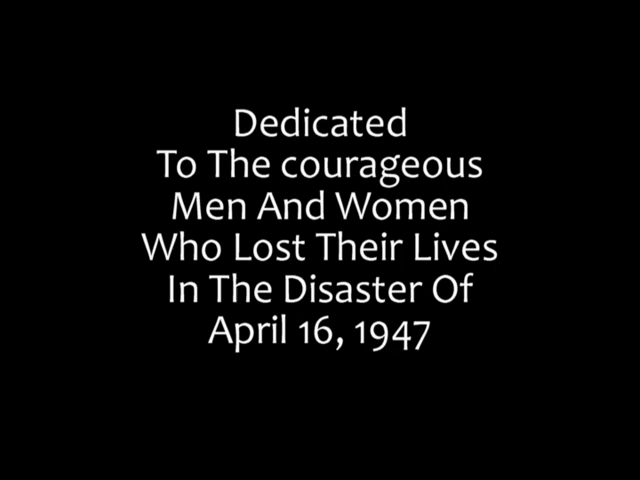 Dedicated
To The courageous
Men And Women
Who Lost Their Lives
In The Disaster Of
April 16, 1947